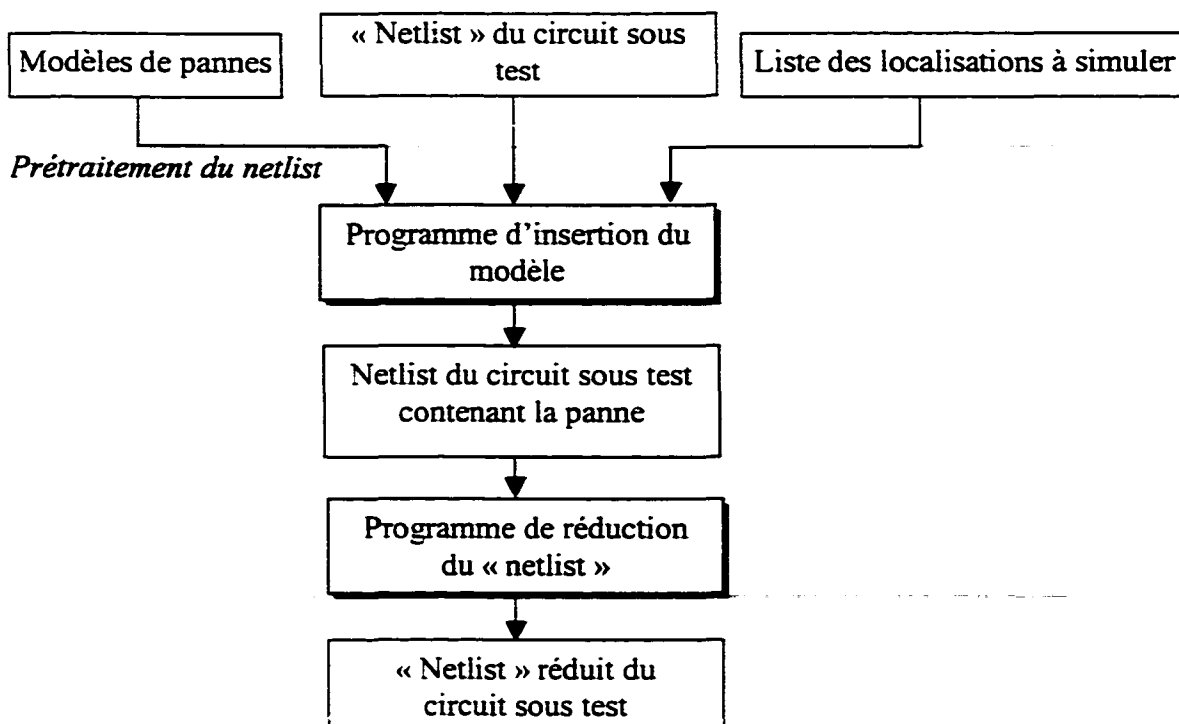 Modèles de pannes
« Netlist » du circuit sous
test
Liste des localisations à simuler
Prétraitement du netlist
Programme d'insertion du
modèle
Netlist du circuit sous test
contenant la panne
Programme de réduction
du « netlist »
« Netlist » réduit du
circuit sous test